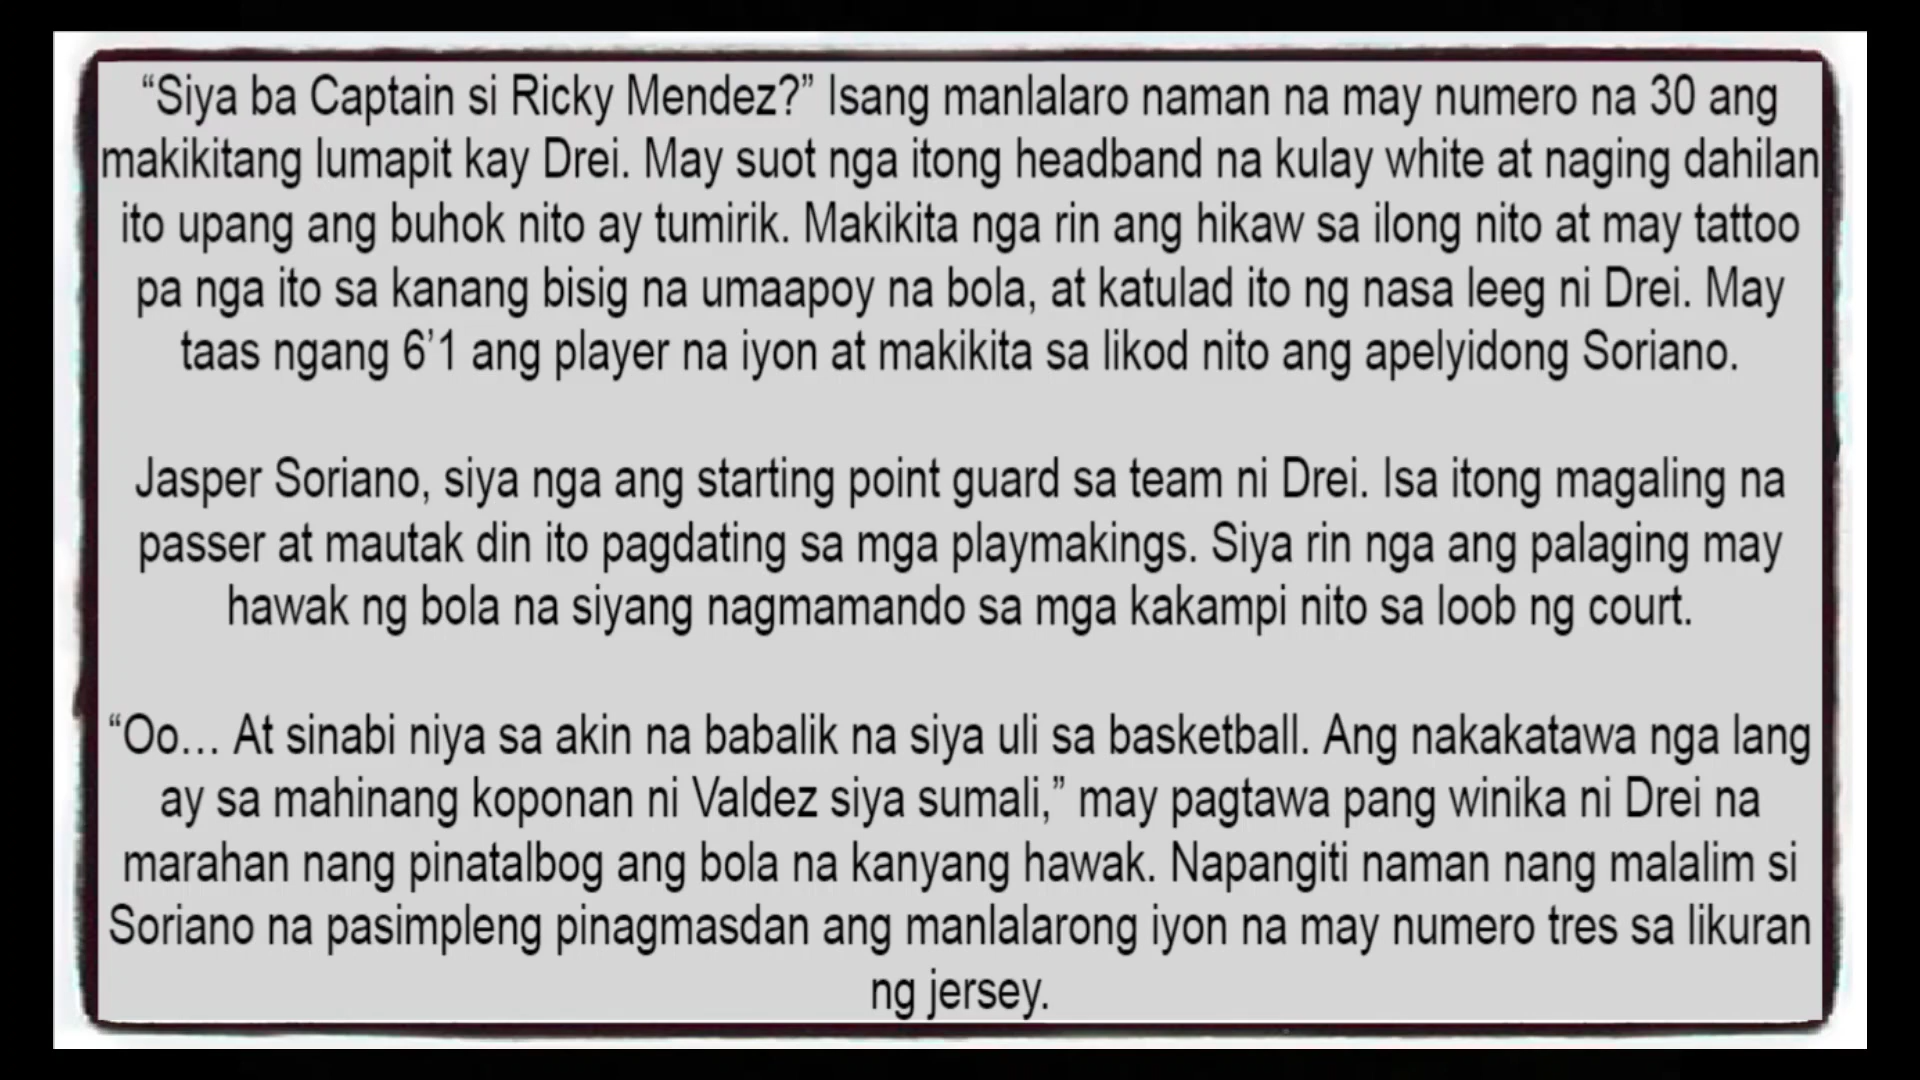 “Siya ba Captain si Ricky Mendez?” Isang manlalaro naman na may numero na 30 ang
makikitang lumapit kay Drei. May suot nga itong headband na kulay white at naging dahilan
ito upang ang buhok nito ay tumirik. Makikita nga rin ang hikaw sa ilong nito at may tattoo
pa nga ito sa kanang bisig na umaapoy na bola, at katulad ito ng nasa leeg ni Drei. May
taas ngang 6’1 ang player na iyon at makikita sa likod nito ang apelyidong Soriano.
Jasper Soriano, siya nga ang starting point guard sa team ni Drei. Isa itong magaling na
passer at mautak din ito pagdating sa mga playmakings. Siya rin nga ang palaging may
hawak ng bola na siyang nagmamando sa mga kakampi nito sa loob ng court.
“Oo… At sinabi niya sa akin na babalik na siya uli sa basketball. Ang nakakatawa nga lang
ay sa mahinang koponan ni Valdez siya sumali,” may pagtawa pang winika ni Drei na
marahan nang pinatalbog ang bola na kanyang hawak. Napangiti naman nang malalim si
Soriano na pasimpleng pinagmasdan ang manlalarong iyon na may numero tres sa likuran
ng jersey.